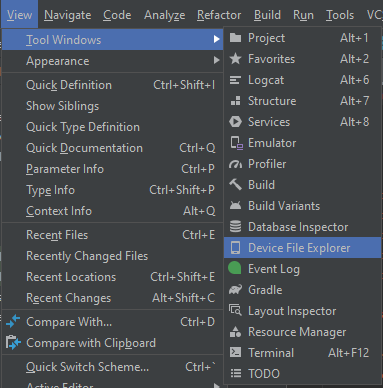 View Navigate Code Analyze Refactor Build Run Tools VC
Tool Windows
Appearance
Quick Definition Ctrl+Shift+I
Show Siblings
Quick Type Definition
Quick Documentation Ctrl+Q
Parameter Info Ctrl+P
Type Info Ctrl+Shift+P
Context Info Alt+Q
Recent Files Ctrl+E
Recently Changed Files
Recent Locations Ctrl+Shift+E
Recent Changes Alt+Shift+C
Compare With... Ctrl+D
Compare with Clipboard
Quick Switch Scheme... Ctrl+`
Active Editor
Project Alt+1
Favorites Alt+2
Logcat Alt+6
Structure Alt+7
Services Alt+8
Emulator
Profiler
Build
Build Variants
Database Inspector
Device File Explorer
Event Log
Gradle
Layout Inspector
Resource Manager
Terminal Alt+F12
TODO